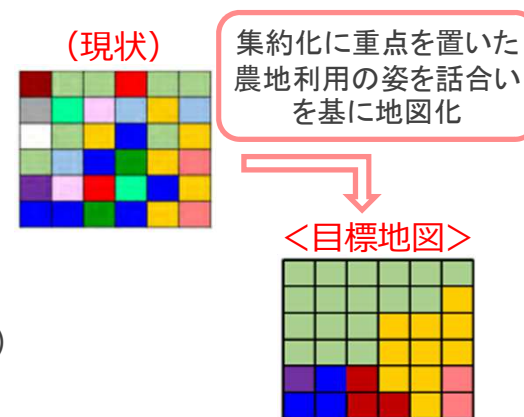 （現状）
集約化に重点を置いた
農地利用の姿を話合い
を基に地図化
＜目標地図＞
）